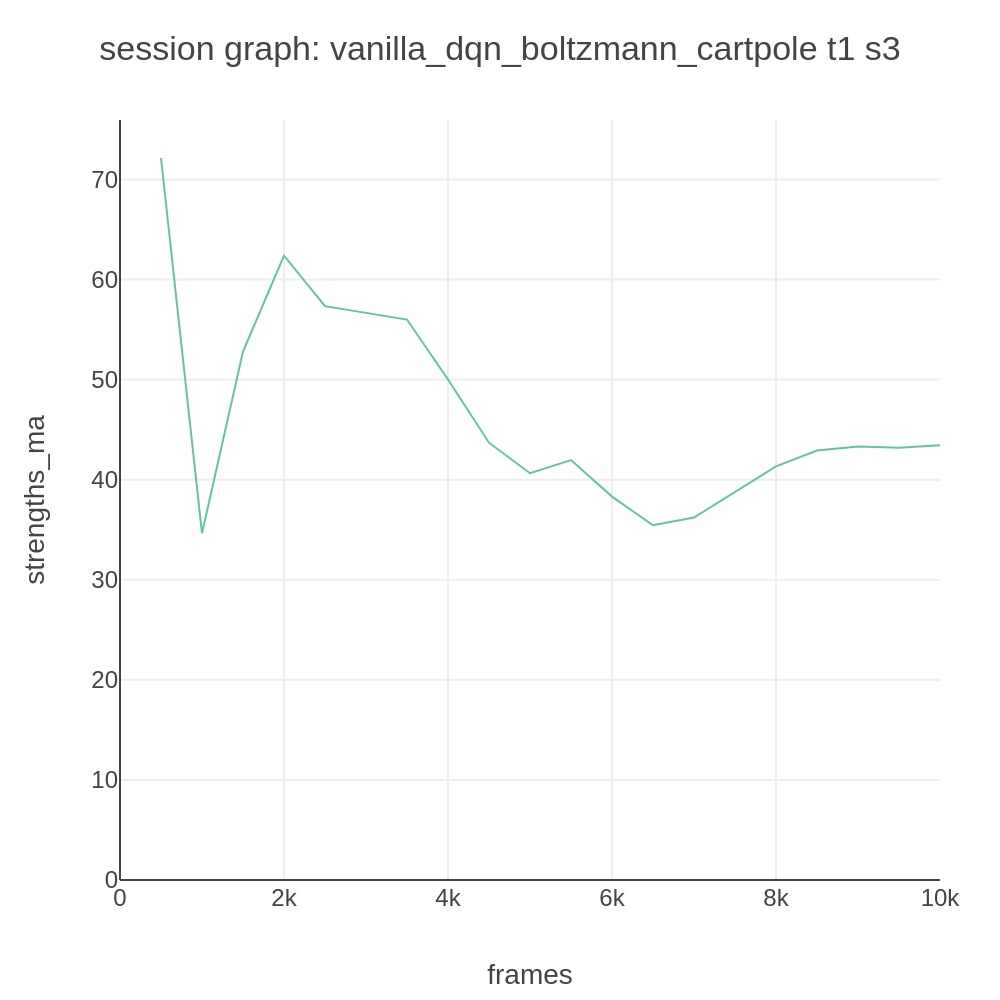 session graph: vanilla_dqn_boltzmann_cartpole t1 s3
strengths_ma
70
60
50
40
30
20
10
0
0 2k 4k 6k 8k 10k
frames